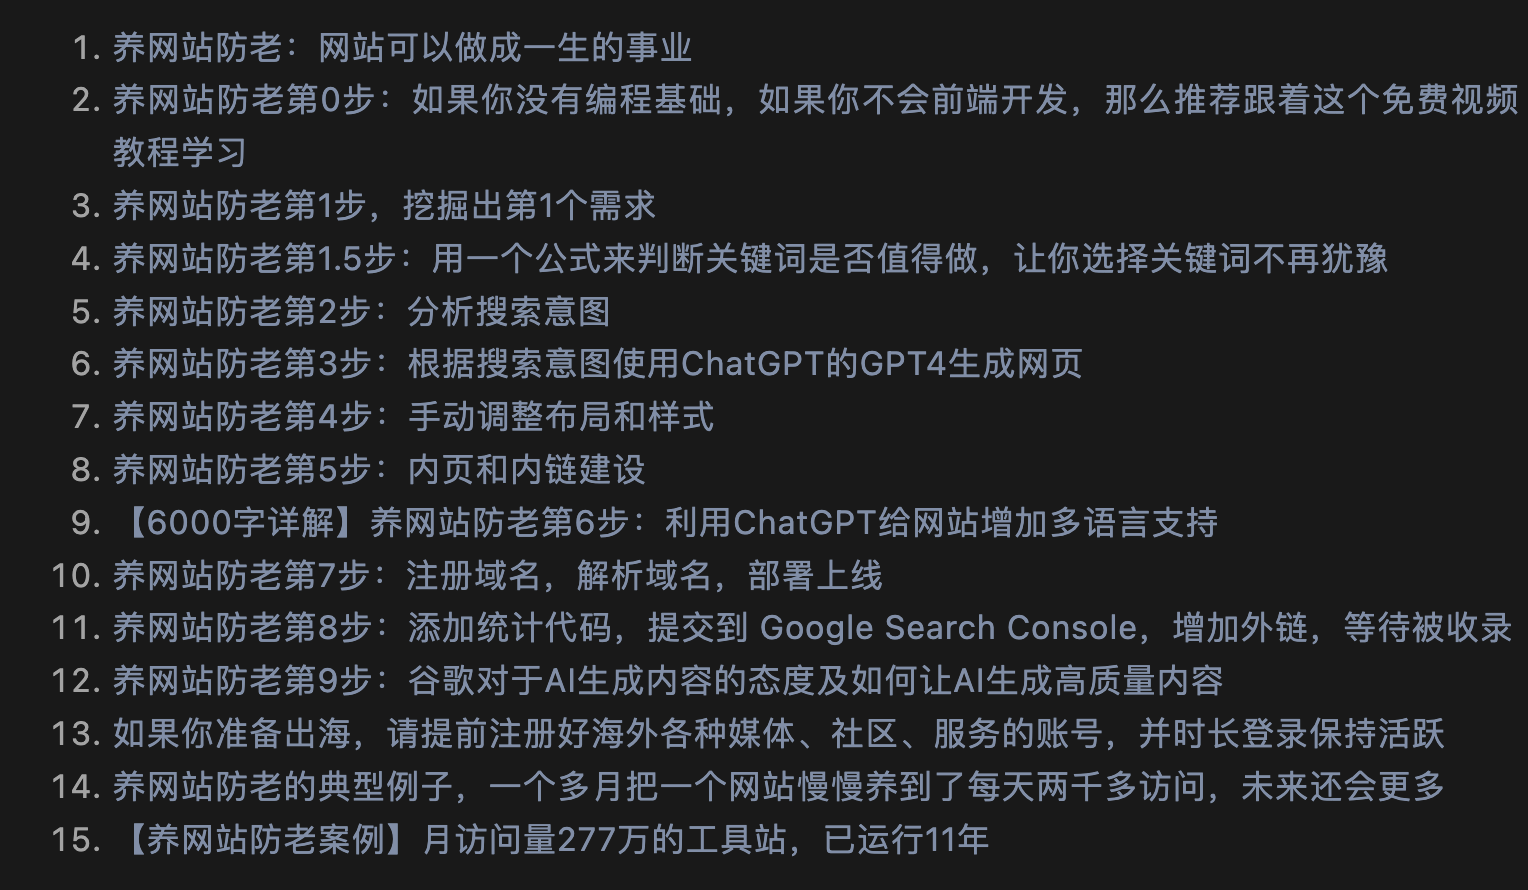 1. 养网站防老：网站可以做成一生的事业
2. 养网站防老第0步：如果你没有编程基础，如果你不会前端开发，那么推荐跟着这个免费视频
教程学习
3. 养网站防老第1步，挖掘出第1个需求
4. 养网站防老第1.5步：用一个公式来判断关键词是否值得做，让你选择关键词不再犹豫
5. 养网站防老第2步：分析搜索意图
6. 养网站防老第3步：根据搜索意图使用ChatGPT的GPT4生成网页
7. 养网站防老第4步：手动调整布局和样式
8. 养网站防老第5步：内页和内链建设
9. 【6000字详解】养网站防老第6步：利用ChatGPT给网站增加多语言支持
10. 养网站防老第7步：注册域名，解析域名，部署上线
11. 养网站防老第8步：添加统计代码，提交到 Google Search Console，增加外链，等待被收录
12. 养网站防老第9步：谷歌对于AI生成内容的态度及如何让AI生成高质量内容
13. 如果你准备出海，请提前注册好海外各种媒体、社区、服务的账号，并时长登录保持活跃
14. 养网站防老的典型例子，一个多月把一个网站慢慢养到了每天两千多访问，未来还会更多
15. 【养网站防老案例】月访问量277万的工具站，已运行11年